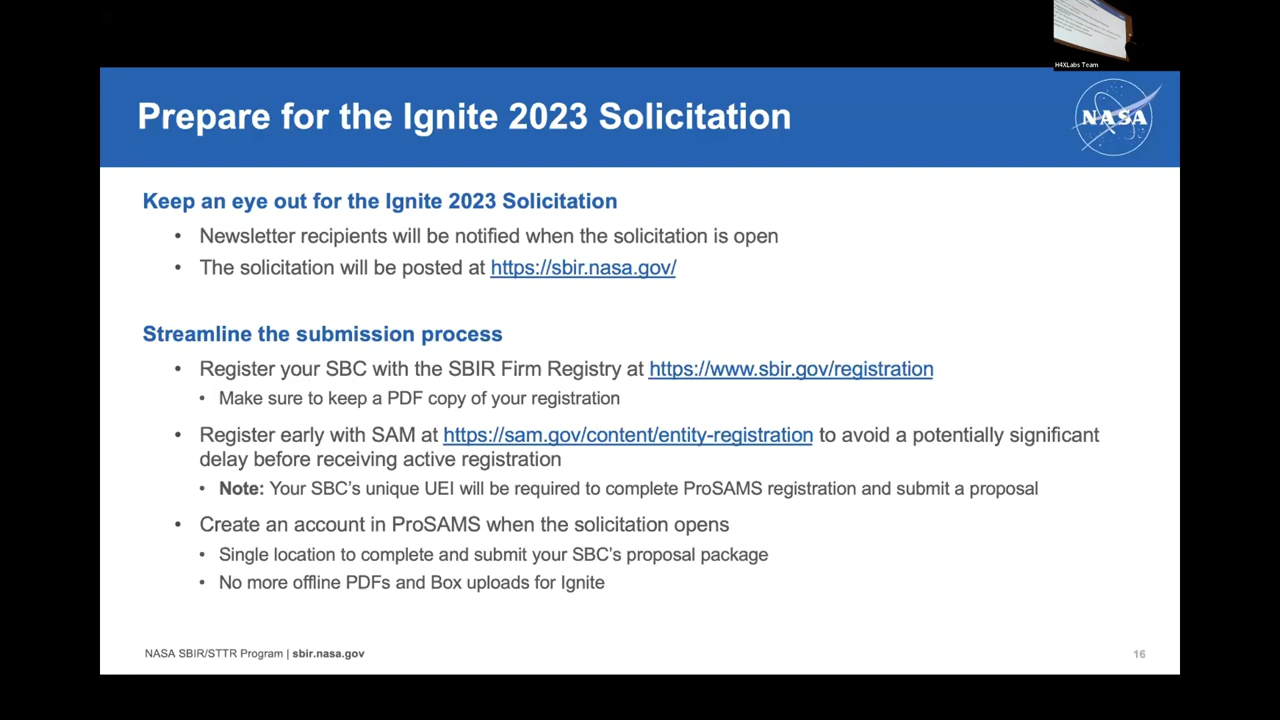 H4XLabs Team
Prepare for the Ignite 2023 Solicitation
NASA
Keep an eye out for the Ignite 2023 Solicitation
• Newsletter recipients will be notified when the solicitation is open
• The solicitation will be posted at https://sbir.nasa.gov/
Streamline the submission process
• Register your SBC with the SBIR Firm Registry at https://www.sbir.gov/registration
• Make sure to keep a PDF copy of your registration
• Register early with SAM at https://sam.gov/content/entity-registration to avoid a potentially significant
delay before receiving active registration
• Note: Your SBC's unique UEI will be required to complete ProSAMS registration and submit a proposal
• Create an account in ProSAMS when the solicitation opens
• Single location to complete and submit your SBC's proposal package
• No more offline PDFs and Box uploads for Ignite
NASA SBIR/STTR Program | sbir.nasa.gov
16